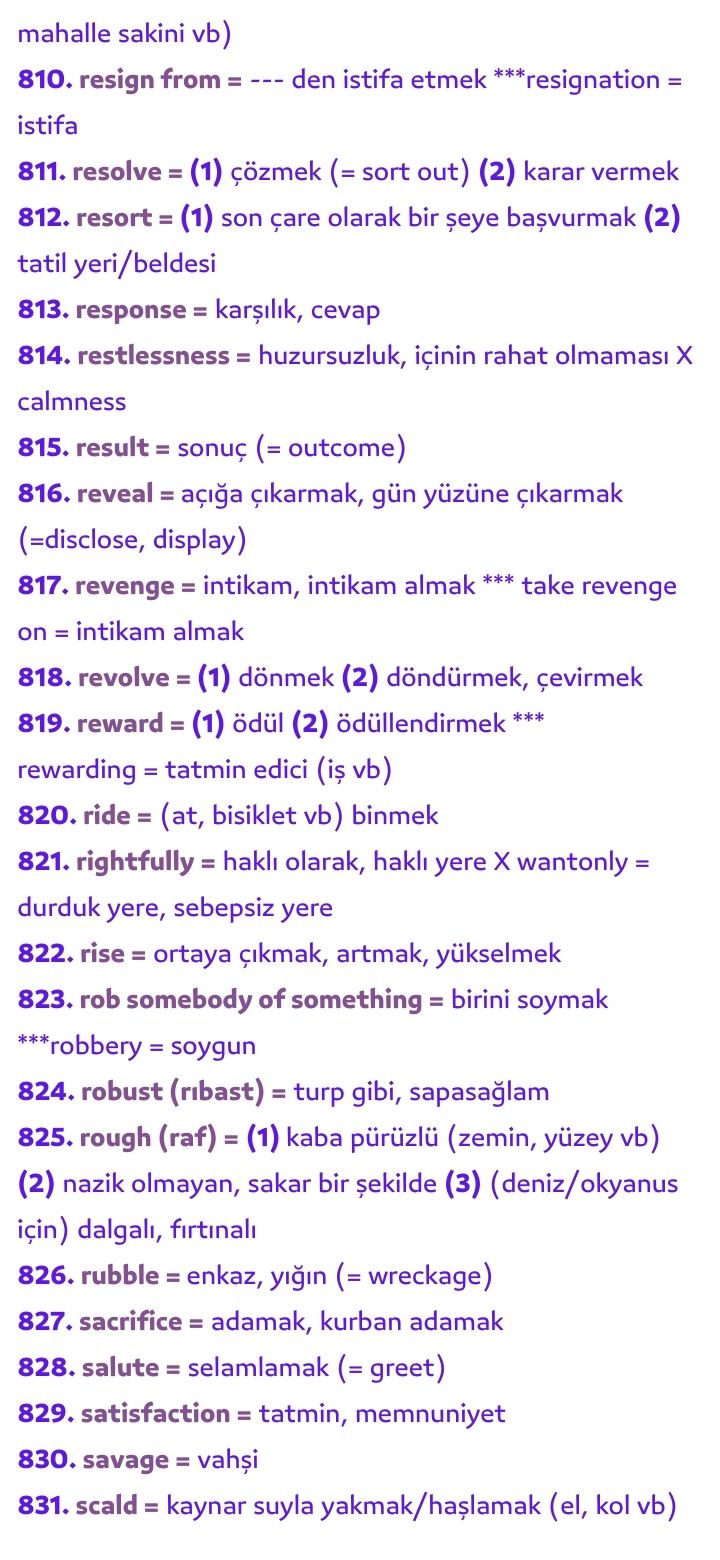 mahalle sakini vb)
810. resign from = --- den istifa etmek ***resignation =
istifa
811. resolve = (1) çözmek (= sort out) (2) karar vermek
812. resort = (1) son çare olarak bir şeye başvurmak (2)
tatil yeri/beldesi
813. response = karşılık, cevap
814. restlessness = huzursuzluk, içinin rahat olmaması X
calmness
815. result = sonuç (= outcome)
816. reveal = açığa çıkarmak, gün yüzüne çıkarmak
(=disclose, display)
817. revenge = intikam, intikam almak *** take revenge
on = intikam almak
818. revolve = (1) dönmek (2) döndürmek, çevirmek
819. reward = (1) ödül (2) ödüllendirmek ***
rewarding = tatmin edici (iş vb)
820. ride = (at, bisiklet vb) binmek
821. rightfully = haklı olarak, haklı yere X wantonly =
durduk yere, sebepsiz yere
822. rise = ortaya çıkmak, artmak, yükselmek
823. rob somebody of something = birini soymak
***robbery = soygun
824. robust (rıbast) = turp gibi, sapasağlam
825. rough (raf) = (1) kaba pürüzlü (zemin, yüzey vb)
(2) nazik olmayan, sakar bir şekilde (3) (deniz/okyanus
için) dalgalı, fırtınalı
826. rubble = enkaz, yığın (= wreckage)
827. sacrifice = adamak, kurban adamak
828. salute = selamlamak (= greet)
829. satisfaction = tatmin, memnuniyet
830. savage = vahşi
831. scald = kaynar suyla yakmak/haşlamak (el, kol vb)